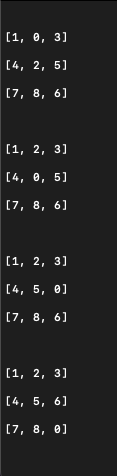 [1, 0, 3]
[4, 2, 5]
[7, 8, 6]
[1, 2, 3]
[4, 0, 5]
[7, 8, 6]
[1, 2, 3]
[4, 5, 0]
[7, 8, 6]
[1, 2, 3]
[4, 5, 6]
[7, 8, 0]